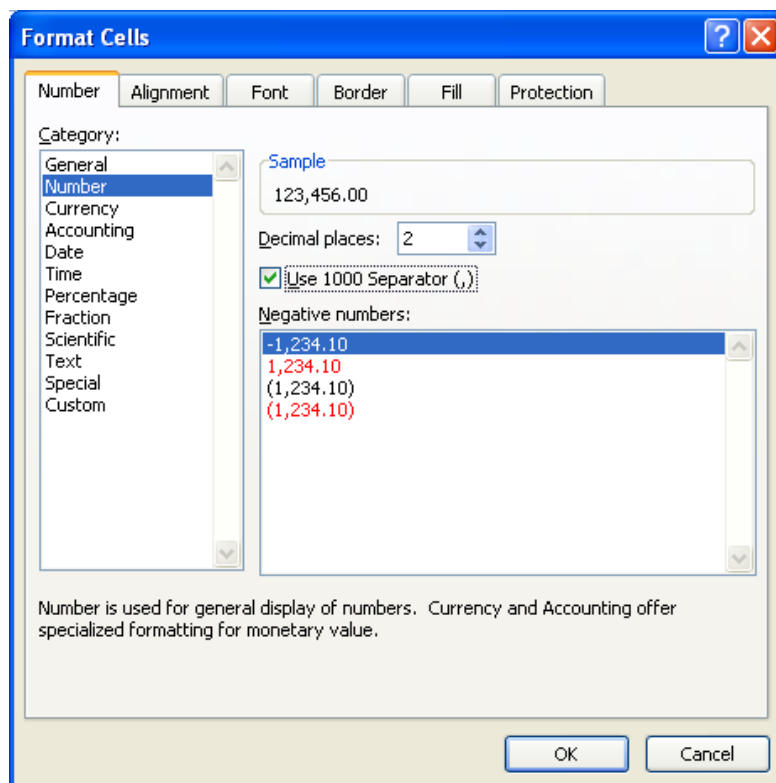 Format Cells
Number Alignment Font Border Fill Protection
Category:
General
Number
Currency
Accounting
Date
Time
Percentage
Fraction
Scientific
Text
Special
Custom
Sample
123,456.00
Decimal places: 2
Use 1000 Separator (,)
Negative numbers:
-1,234.10
1,234.10
(1,234.10)
(1,234.10)
Number is used for general display of numbers. Currency and Accounting offer
specialized formatting for monetary value.
OK Cancel